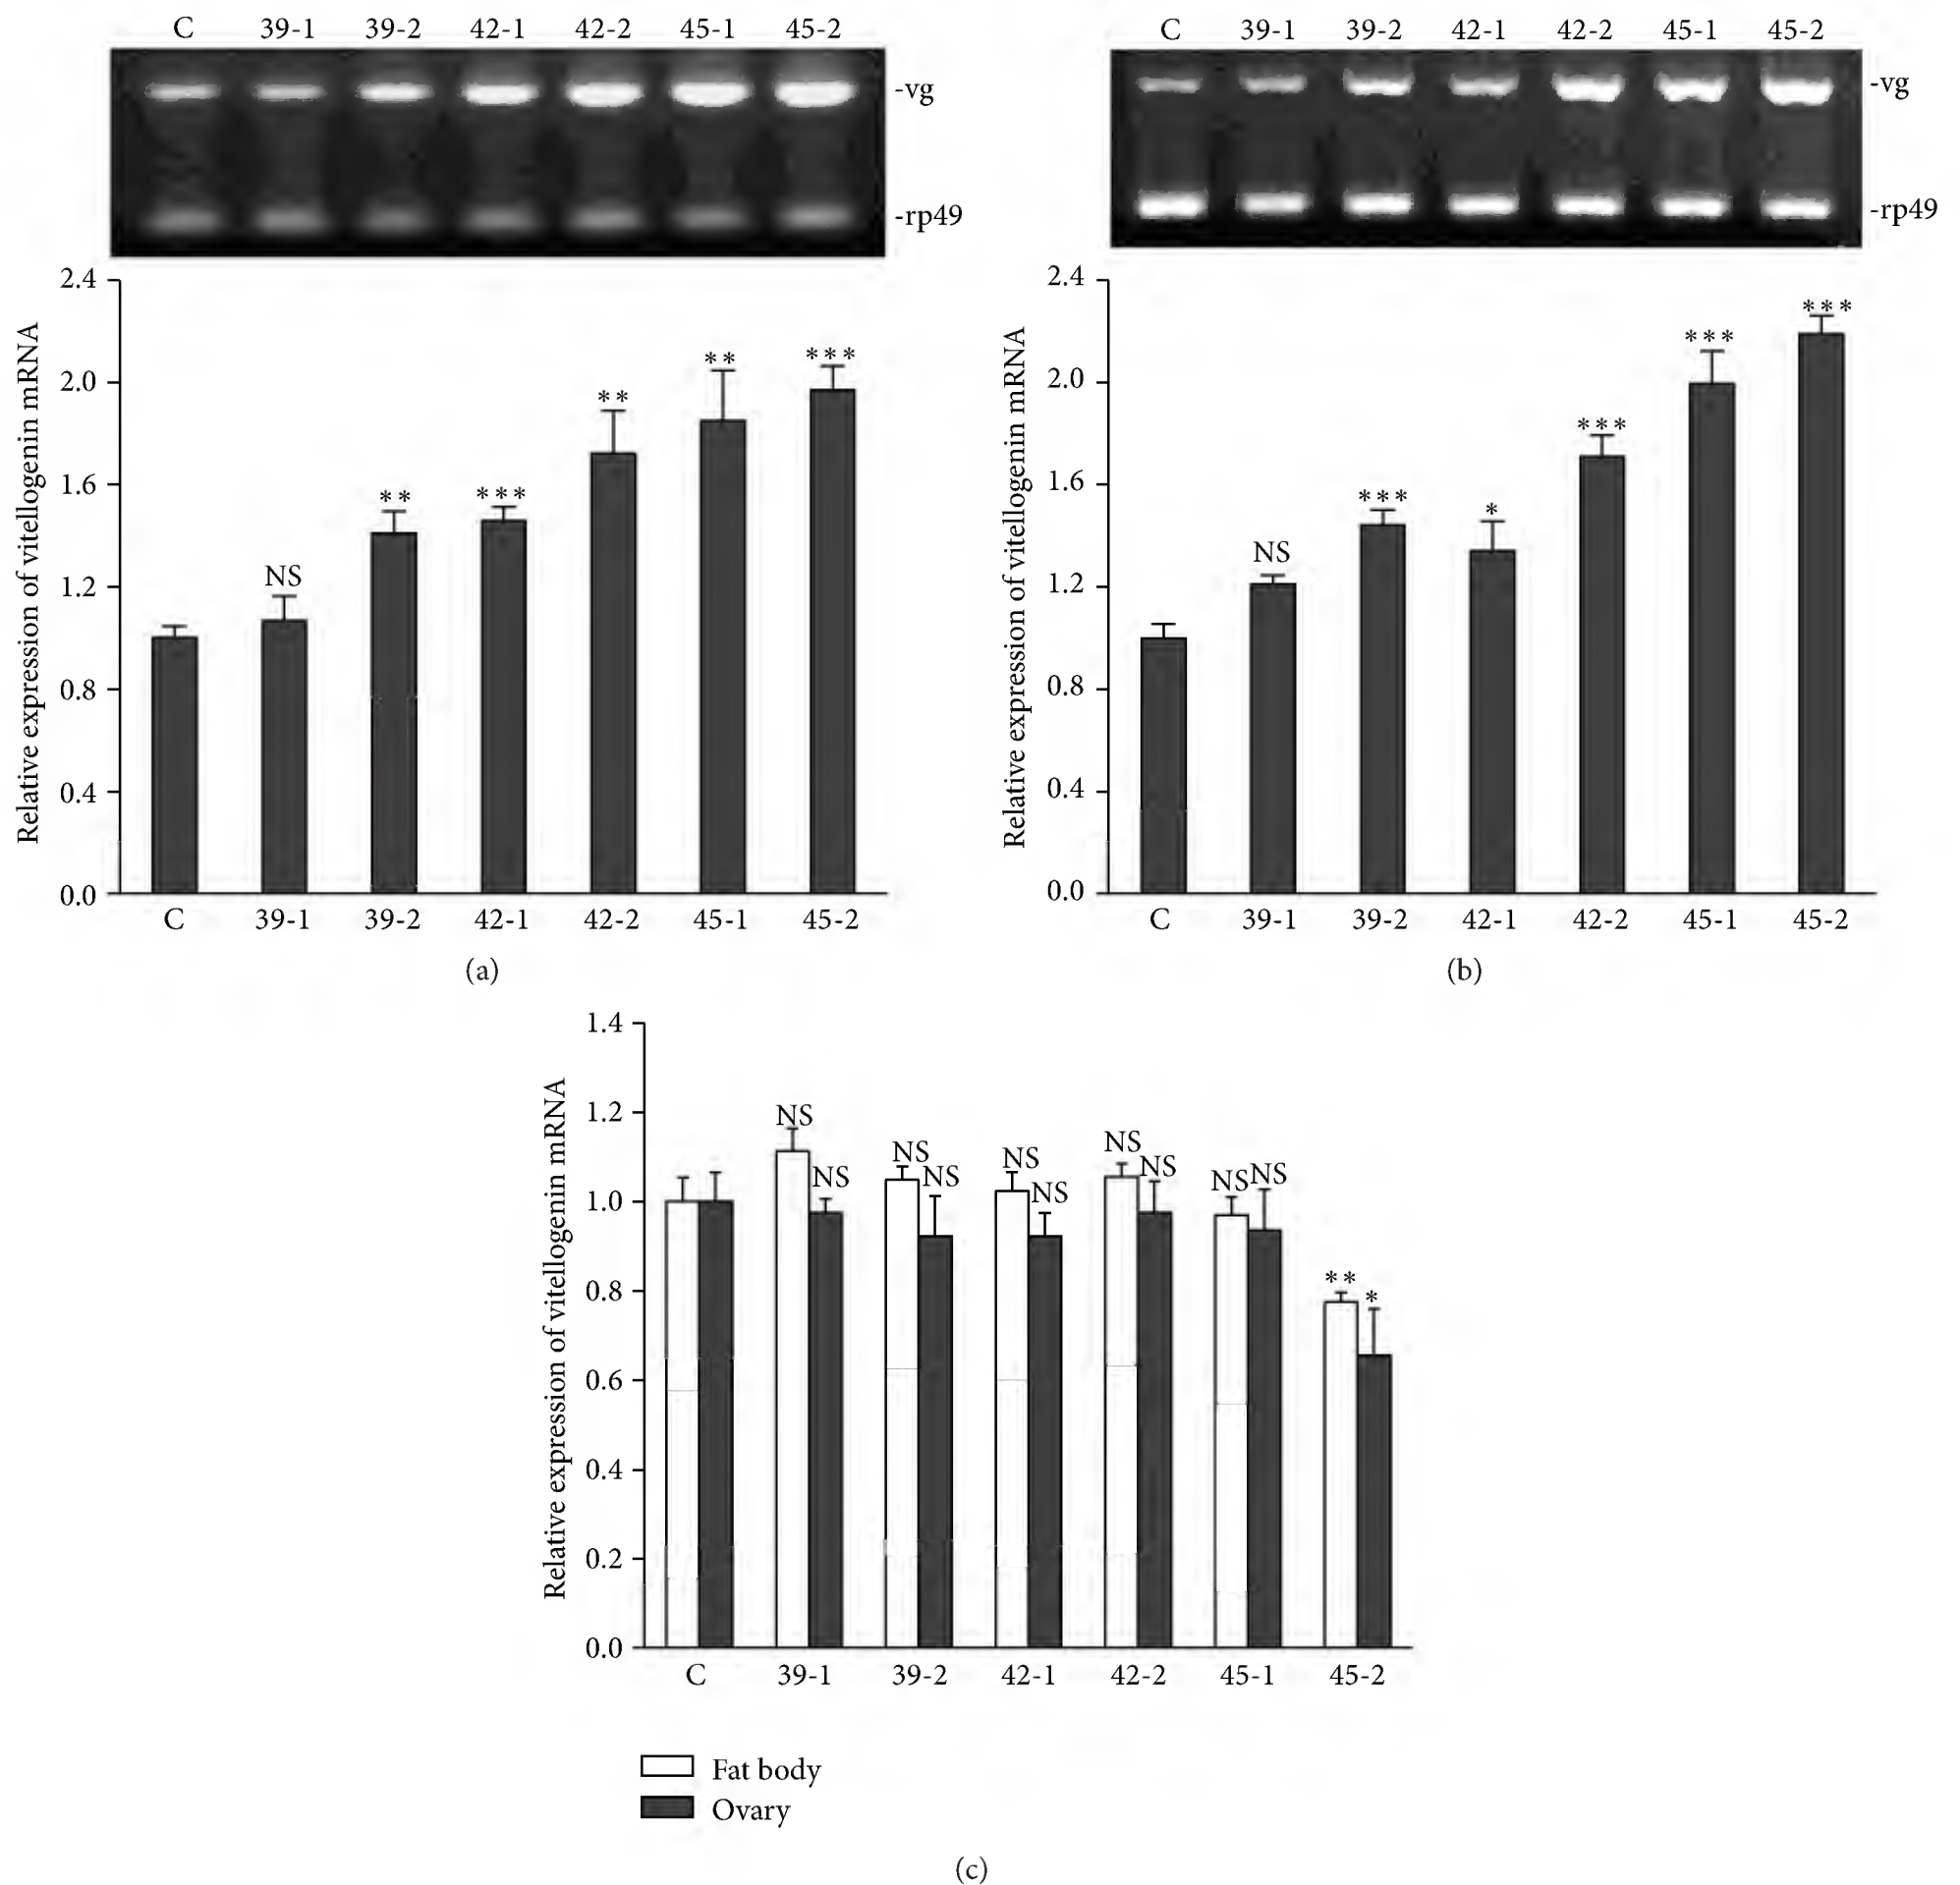 C 39-1 39-2 42-1 42-2 45-1 45-2
-vg
-rp49
2.4
2.0
1.6
1.2
0.8
0.4
0.0
Relative expression of vitellogenin mRNA
NS
**
***
**
**
***
C 39-1 39-2 42-1 42-2 45-1 45-2
(a)
C 39-1 39-2 42-1 42-2 45-1 45-2
-vg
-rp49
2.4
2.0
1.6
1.2
0.8
0.4
0.0
Relative expression of vitellogenin mRNA
NS
***
*
***
***
***
C 39-1 39-2 42-1 42-2 45-1 45-2
(b)
1.4
1.2
1.0
0.8
0.6
0.4
0.2
0.0
Relative expression of vitellogenin mRNA
NS
NS
NS
NS
NS
NS
NS
NS
NS
NS
**
*
C 39-1 39-2 42-1 42-2 45-1 45-2
Fat body
Ovary
(c)